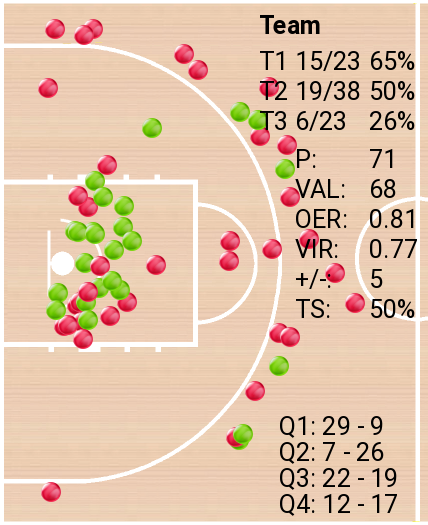 Team
T1 15/23 65%
T2 19/38 50%
T3 6/23 26%
P: 71
VAL: 68
OER: 0.81
VIR: 0.77
+/-: 5
TS: 50%
Q1: 29 - 9
Q2: 7 - 26
Q3: 22 - 19
Q4: 12 - 17